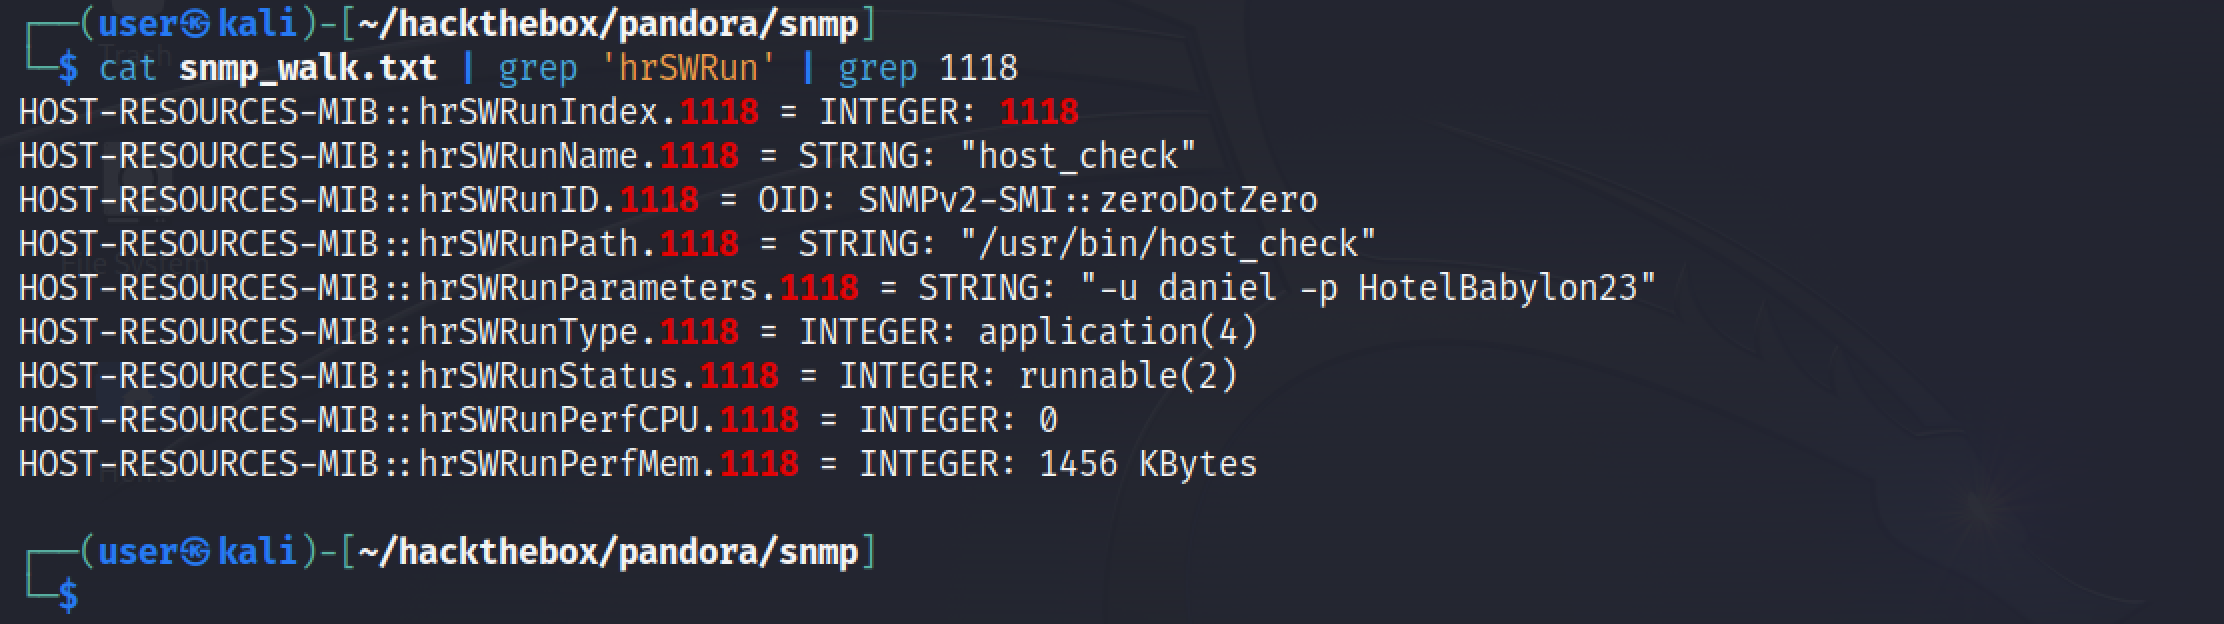 ┌──(user㉿kali)-[~/hackthebox/pandora/snmp]
└─$ cat snmp_walk.txt | grep 'hrSWRun' | grep 1118
HOST-RESOURCES-MIB::hrSWRunIndex.1118 = INTEGER: 1118
HOST-RESOURCES-MIB::hrSWRunName.1118 = STRING: "host_check"
HOST-RESOURCES-MIB::hrSWRunID.1118 = OID: SNMPv2-SMI::zeroDotZero
HOST-RESOURCES-MIB::hrSWRunPath.1118 = STRING: "/usr/bin/host_check"
HOST-RESOURCES-MIB::hrSWRunParameters.1118 = STRING: "-u daniel -p HotelBabylon23"
HOST-RESOURCES-MIB::hrSWRunType.1118 = INTEGER: application(4)
HOST-RESOURCES-MIB::hrSWRunStatus.1118 = INTEGER: runnable(2)
HOST-RESOURCES-MIB::hrSWRunPerfCPU.1118 = INTEGER: 0
HOST-RESOURCES-MIB::hrSWRunPerfMem.1118 = INTEGER: 1456 KBytes
┌──(user㉿kali)-[~/hackthebox/pandora/snmp]
└─$
Trash
File System
Home